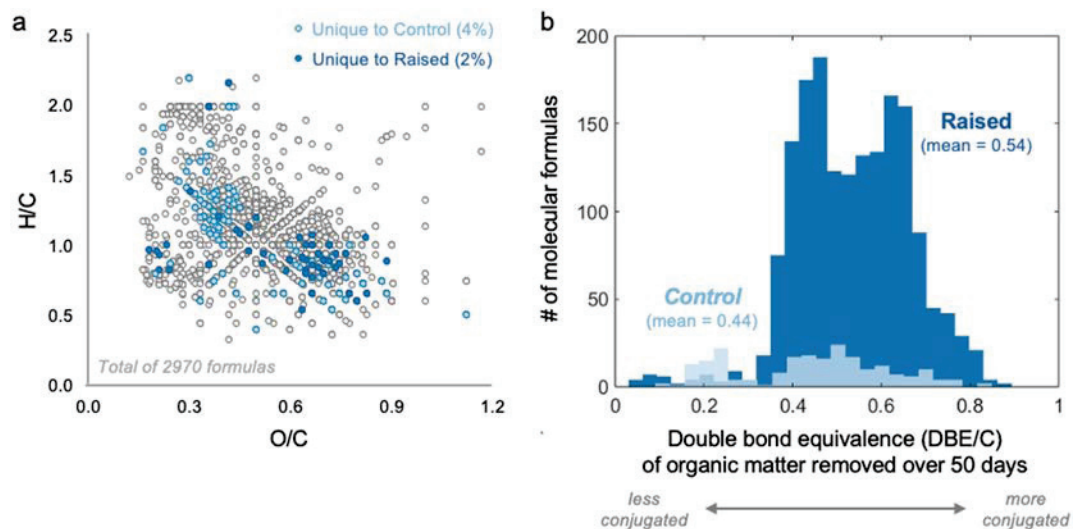 a
2.5
2.0
1.5
1.0
0.5
0.0
H/C
Unique to Control (4%)
Unique to Raised (2%)
Total of 2970 formulas
0.0 0.3 0.6 0.9 1.2
O/C
b
200
150
100
50
0
# of molecular formulas
Raised
(mean = 0.54)
Control
(mean = 0.44)
0 0.2 0.4 0.6 0.8 1
Double bond equivalence (DBE/C)
of organic matter removed over 50 days
less
conjugated
more
conjugated